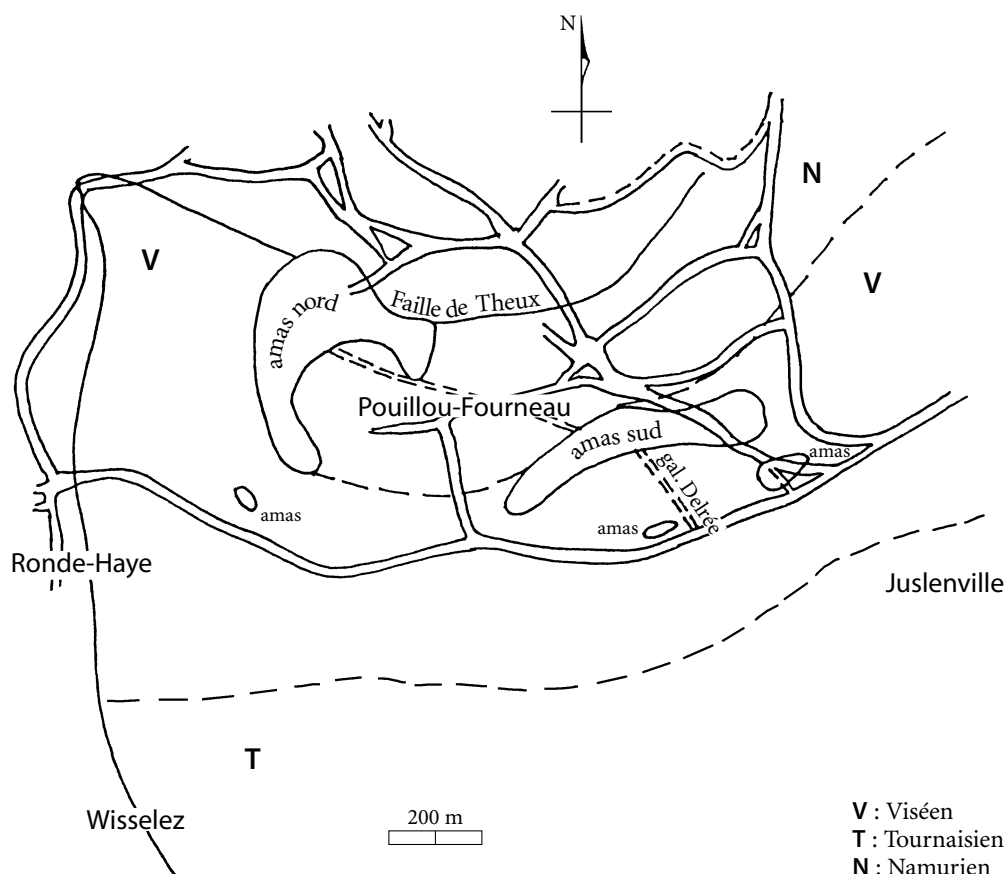 N
N
V
V
amas nord
Faille de Theux
Pouillou-Fourneau
amas sud
amas
gal. Delrée
amas
amas
Ronde-Haye
Juslenville
T
200 m
Wisselez
V : Viséen
T : Tournaisien
N : Namurien